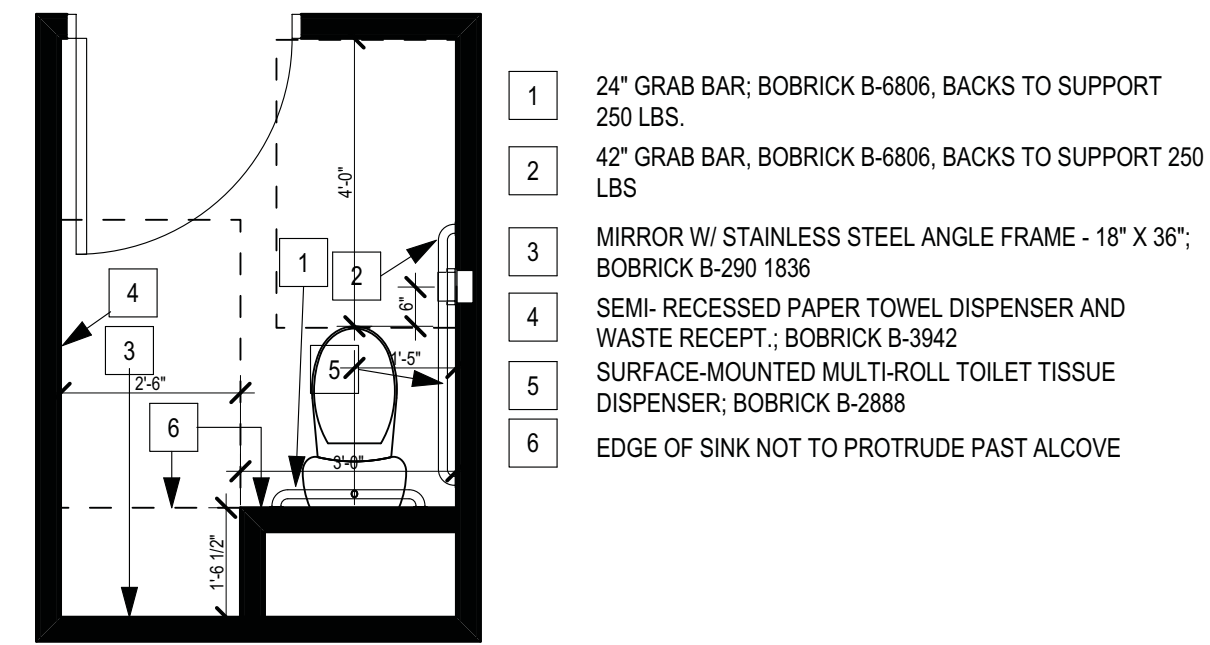 4'-0"
1
2
4
6"
3
5
1'-5"
2'-6"
6
3'-0"
1'-6 1/2"
1 24" GRAB BAR; BOBRICK B-6806, BACKS TO SUPPORT
250 LBS.
2 42" GRAB BAR, BOBRICK B-6806, BACKS TO SUPPORT 250
LBS
3 MIRROR W/ STAINLESS STEEL ANGLE FRAME - 18" X 36";
BOBRICK B-290 1836
4 SEMI- RECESSED PAPER TOWEL DISPENSER AND
WASTE RECEPT.; BOBRICK B-3942
5 SURFACE-MOUNTED MULTI-ROLL TOILET TISSUE
DISPENSER; BOBRICK B-2888
6 EDGE OF SINK NOT TO PROTRUDE PAST ALCOVE